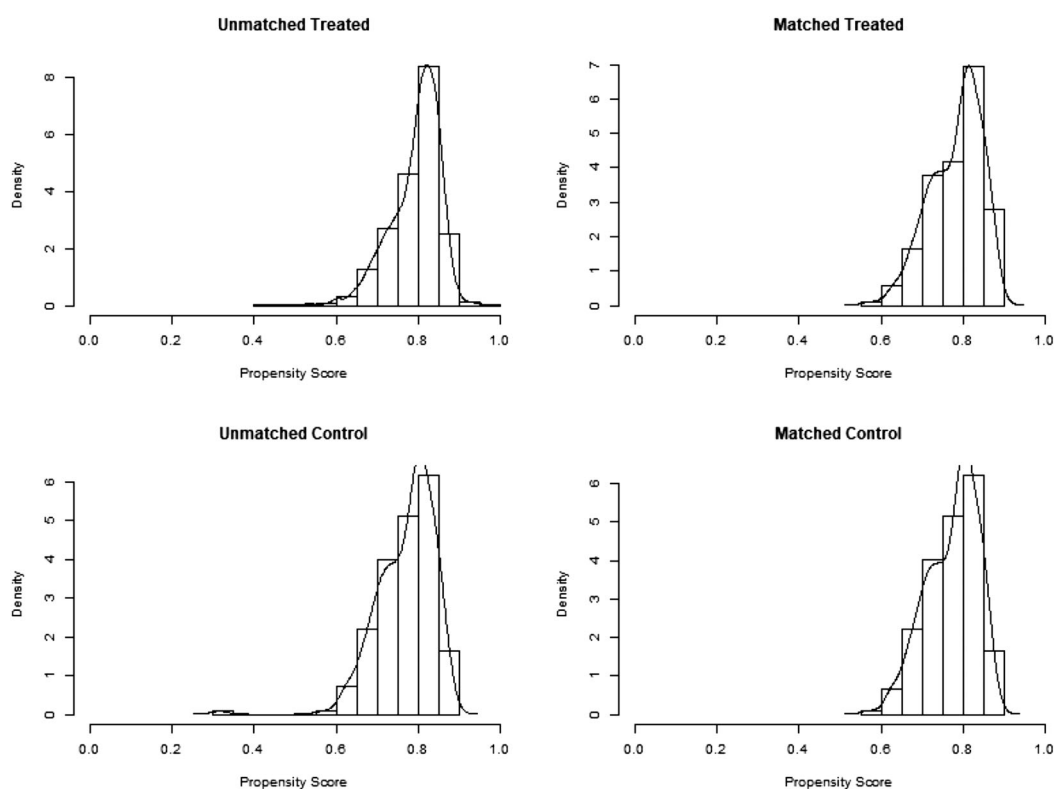 Unmatched Treated
Density
0 2 4 6 8
0.0 0.2 0.4 0.6 0.8 1.0
Propensity Score
Matched Treated
Density
0 1 2 3 4 5 6 7
0.0 0.2 0.4 0.6 0.8 1.0
Propensity Score
Unmatched Control
Density
0 1 2 3 4 5 6
0.0 0.2 0.4 0.6 0.8 1.0
Propensity Score
Matched Control
Density
0 1 2 3 4 5 6
0.0 0.2 0.4 0.6 0.8 1.0
Propensity Score